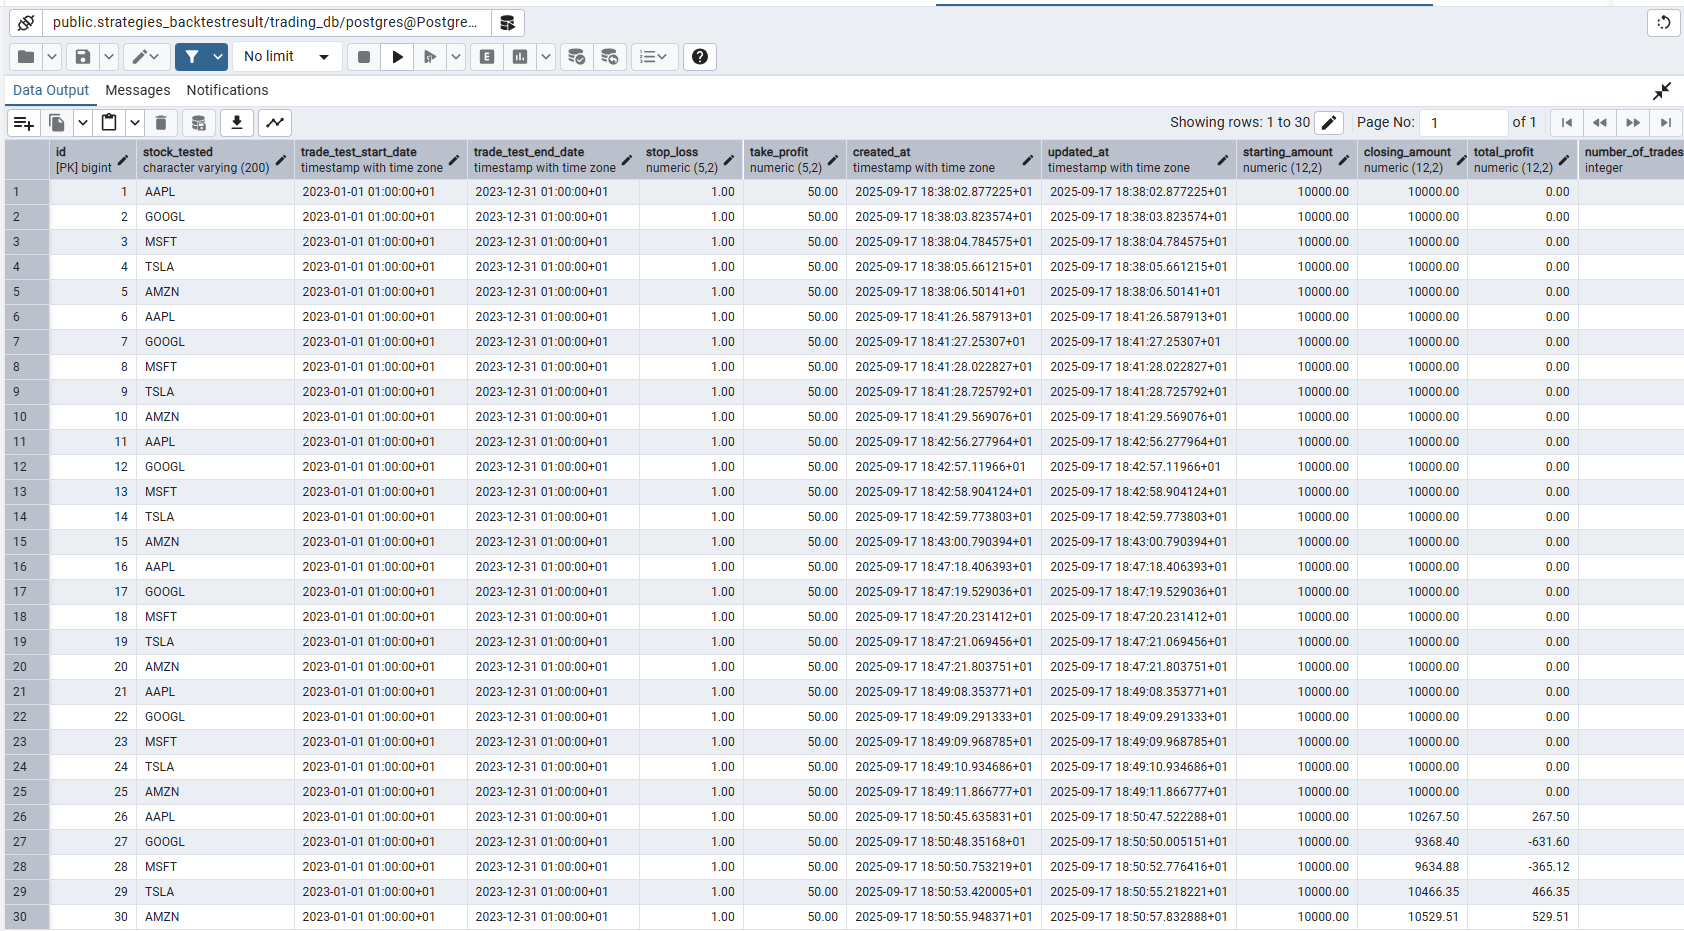 public.strategies_backtestresult/trading_db/postgres@Postgre...
No limit
E
Data Output Messages Notifications
Showing rows: 1 to 30 Page No: 1 of 1
id stock_tested trade_test_start_date trade_test_end_date stop_loss take_profit created_at updated_at starting_amount closing_amount total_profit number_of_trades
[PK] bigint character varying (200) timestamp with time zone timestamp with time zone numeric (5,2) numeric (5,2) timestamp with time zone timestamp with time zone numeric (12,2) numeric (12,2) numeric (12,2) integer
1 1 AAPL 2023-01-01 01:00:00+01 2023-12-31 01:00:00+01 1.00 50.00 2025-09-17 18:38:02.877225+01 2025-09-17 18:38:02.877225+01 10000.00 10000.00 0.00
2 2 GOOGL 2023-01-01 01:00:00+01 2023-12-31 01:00:00+01 1.00 50.00 2025-09-17 18:38:03.823574+01 2025-09-17 18:38:03.823574+01 10000.00 10000.00 0.00
3 3 MSFT 2023-01-01 01:00:00+01 2023-12-31 01:00:00+01 1.00 50.00 2025-09-17 18:38:04.784575+01 2025-09-17 18:38:04.784575+01 10000.00 10000.00 0.00
4 4 TSLA 2023-01-01 01:00:00+01 2023-12-31 01:00:00+01 1.00 50.00 2025-09-17 18:38:05.661215+01 2025-09-17 18:38:05.661215+01 10000.00 10000.00 0.00
5 5 AMZN 2023-01-01 01:00:00+01 2023-12-31 01:00:00+01 1.00 50.00 2025-09-17 18:38:06.50141+01 2025-09-17 18:38:06.50141+01 10000.00 10000.00 0.00
6 6 AAPL 2023-01-01 01:00:00+01 2023-12-31 01:00:00+01 1.00 50.00 2025-09-17 18:41:26.587913+01 2025-09-17 18:41:26.587913+01 10000.00 10000.00 0.00
7 7 GOOGL 2023-01-01 01:00:00+01 2023-12-31 01:00:00+01 1.00 50.00 2025-09-17 18:41:27.25307+01 2025-09-17 18:41:27.25307+01 10000.00 10000.00 0.00
8 8 MSFT 2023-01-01 01:00:00+01 2023-12-31 01:00:00+01 1.00 50.00 2025-09-17 18:41:28.022827+01 2025-09-17 18:41:28.022827+01 10000.00 10000.00 0.00
9 9 TSLA 2023-01-01 01:00:00+01 2023-12-31 01:00:00+01 1.00 50.00 2025-09-17 18:41:28.725792+01 2025-09-17 18:41:28.725792+01 10000.00 10000.00 0.00
10 10 AMZN 2023-01-01 01:00:00+01 2023-12-31 01:00:00+01 1.00 50.00 2025-09-17 18:41:29.569076+01 2025-09-17 18:41:29.569076+01 10000.00 10000.00 0.00
11 11 AAPL 2023-01-01 01:00:00+01 2023-12-31 01:00:00+01 1.00 50.00 2025-09-17 18:42:56.277964+01 2025-09-17 18:42:56.277964+01 10000.00 10000.00 0.00
12 12 GOOGL 2023-01-01 01:00:00+01 2023-12-31 01:00:00+01 1.00 50.00 2025-09-17 18:42:57.11966+01 2025-09-17 18:42:57.11966+01 10000.00 10000.00 0.00
13 13 MSFT 2023-01-01 01:00:00+01 2023-12-31 01:00:00+01 1.00 50.00 2025-09-17 18:42:58.904124+01 2025-09-17 18:42:58.904124+01 10000.00 10000.00 0.00
14 14 TSLA 2023-01-01 01:00:00+01 2023-12-31 01:00:00+01 1.00 50.00 2025-09-17 18:42:59.773803+01 2025-09-17 18:42:59.773803+01 10000.00 10000.00 0.00
15 15 AMZN 2023-01-01 01:00:00+01 2023-12-31 01:00:00+01 1.00 50.00 2025-09-17 18:43:00.790394+01 2025-09-17 18:43:00.790394+01 10000.00 10000.00 0.00
16 16 AAPL 2023-01-01 01:00:00+01 2023-12-31 01:00:00+01 1.00 50.00 2025-09-17 18:47:18.406393+01 2025-09-17 18:47:18.406393+01 10000.00 10000.00 0.00
17 17 GOOGL 2023-01-01 01:00:00+01 2023-12-31 01:00:00+01 1.00 50.00 2025-09-17 18:47:19.529036+01 2025-09-17 18:47:19.529036+01 10000.00 10000.00 0.00
18 18 MSFT 2023-01-01 01:00:00+01 2023-12-31 01:00:00+01 1.00 50.00 2025-09-17 18:47:20.231412+01 2025-09-17 18:47:20.231412+01 10000.00 10000.00 0.00
19 19 TSLA 2023-01-01 01:00:00+01 2023-12-31 01:00:00+01 1.00 50.00 2025-09-17 18:47:21.069456+01 2025-09-17 18:47:21.069456+01 10000.00 10000.00 0.00
20 20 AMZN 2023-01-01 01:00:00+01 2023-12-31 01:00:00+01 1.00 50.00 2025-09-17 18:47:21.803751+01 2025-09-17 18:47:21.803751+01 10000.00 10000.00 0.00
21 21 AAPL 2023-01-01 01:00:00+01 2023-12-31 01:00:00+01 1.00 50.00 2025-09-17 18:49:08.353771+01 2025-09-17 18:49:08.353771+01 10000.00 10000.00 0.00
22 22 GOOGL 2023-01-01 01:00:00+01 2023-12-31 01:00:00+01 1.00 50.00 2025-09-17 18:49:09.291333+01 2025-09-17 18:49:09.291333+01 10000.00 10000.00 0.00
23 23 MSFT 2023-01-01 01:00:00+01 2023-12-31 01:00:00+01 1.00 50.00 2025-09-17 18:49:09.968785+01 2025-09-17 18:49:09.968785+01 10000.00 10000.00 0.00
24 24 TSLA 2023-01-01 01:00:00+01 2023-12-31 01:00:00+01 1.00 50.00 2025-09-17 18:49:10.934686+01 2025-09-17 18:49:10.934686+01 10000.00 10000.00 0.00
25 25 AMZN 2023-01-01 01:00:00+01 2023-12-31 01:00:00+01 1.00 50.00 2025-09-17 18:49:11.866777+01 2025-09-17 18:49:11.866777+01 10000.00 10000.00 0.00
26 26 AAPL 2023-01-01 01:00:00+01 2023-12-31 01:00:00+01 1.00 50.00 2025-09-17 18:50:45.635831+01 2025-09-17 18:50:47.522288+01 10000.00 10267.50 267.50
27 27 GOOGL 2023-01-01 01:00:00+01 2023-12-31 01:00:00+01 1.00 50.00 2025-09-17 18:50:48.35168+01 2025-09-17 18:50:50.005151+01 10000.00 9368.40 -631.60
28 28 MSFT 2023-01-01 01:00:00+01 2023-12-31 01:00:00+01 1.00 50.00 2025-09-17 18:50:50.753219+01 2025-09-17 18:50:52.776416+01 10000.00 9634.88 -365.12
29 29 TSLA 2023-01-01 01:00:00+01 2023-12-31 01:00:00+01 1.00 50.00 2025-09-17 18:50:53.420005+01 2025-09-17 18:50:55.218221+01 10000.00 10466.35 466.35
30 30 AMZN 2023-01-01 01:00:00+01 2023-12-31 01:00:00+01 1.00 50.00 2025-09-17 18:50:55.948371+01 2025-09-17 18:50:57.832888+01 10000.00 10529.51 529.51